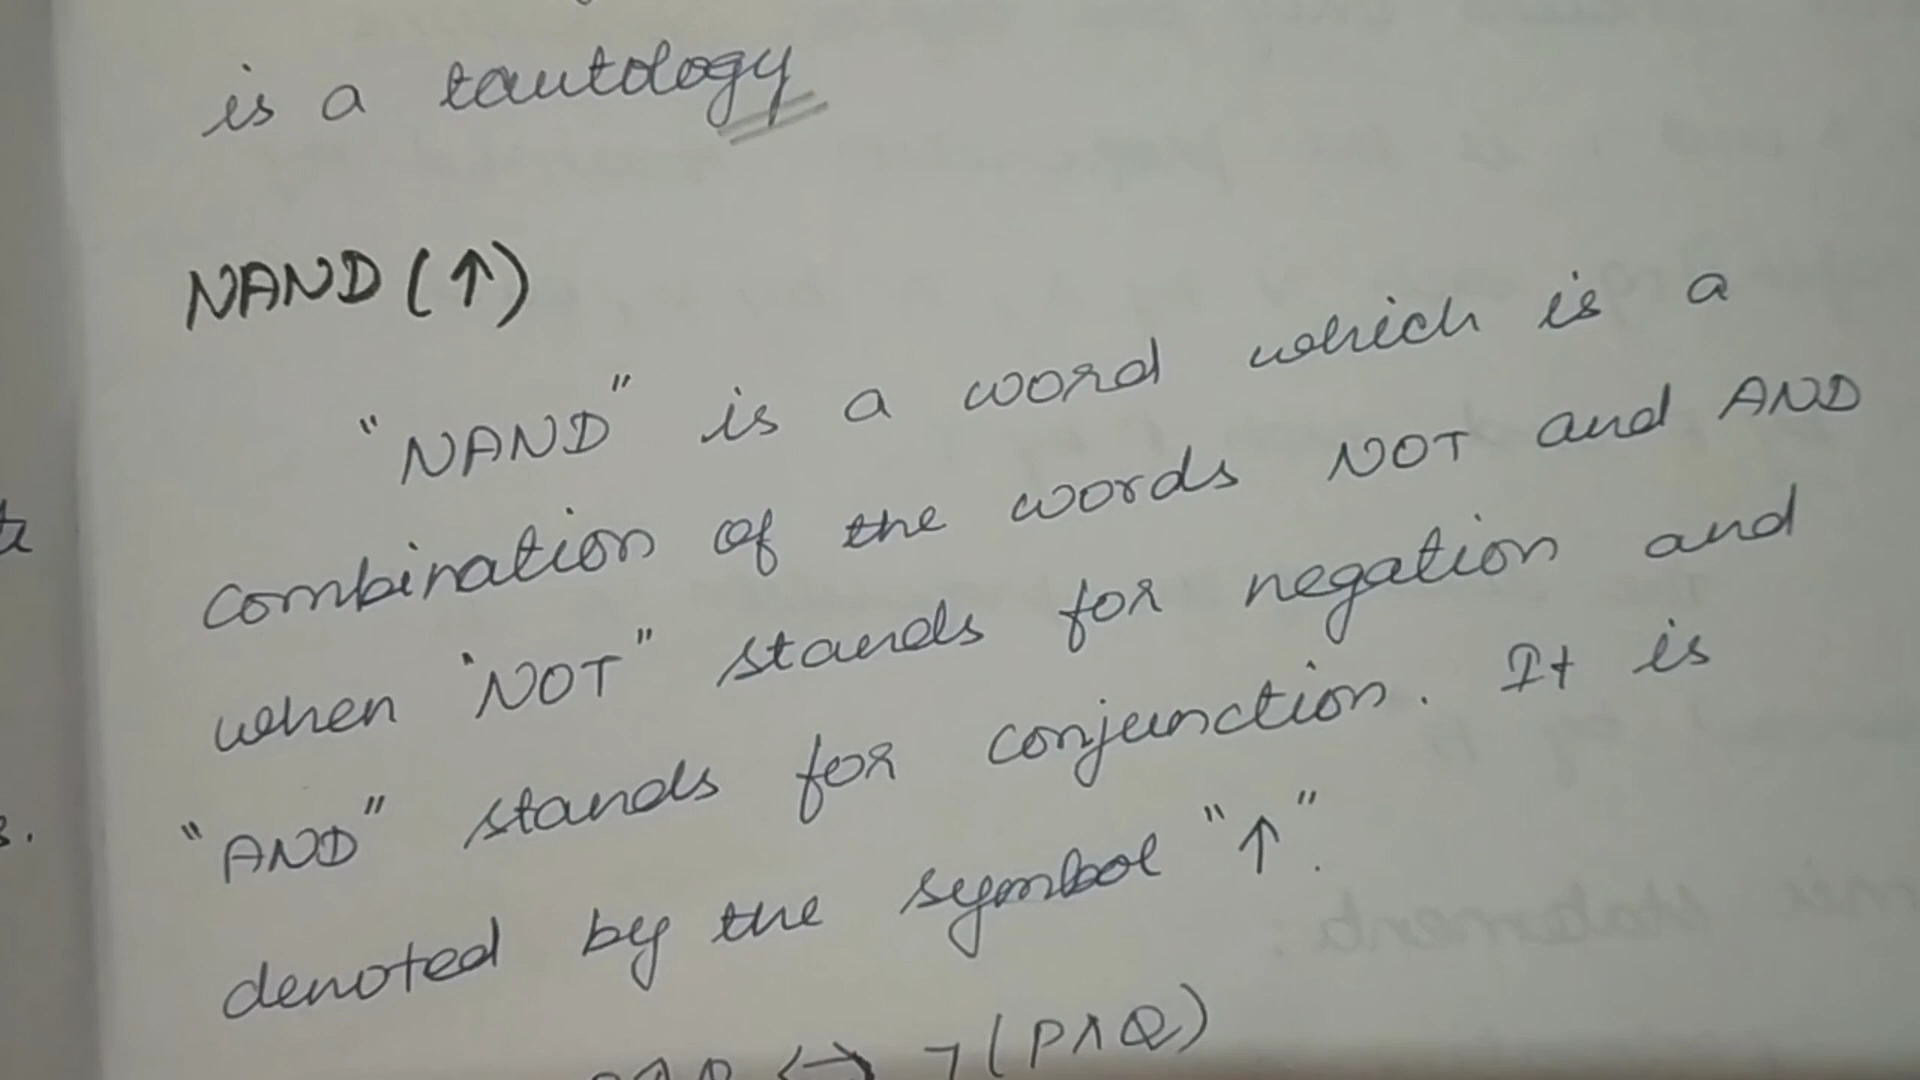 is a tautology
NAND (↑)
"NAND" is a word which is a
combination of the words NOT and AND
when "NOT" stands for negation and
"AND" stands for conjunction. It is
denoted by the symbol "↑".
↔ ¬(P∧Q)